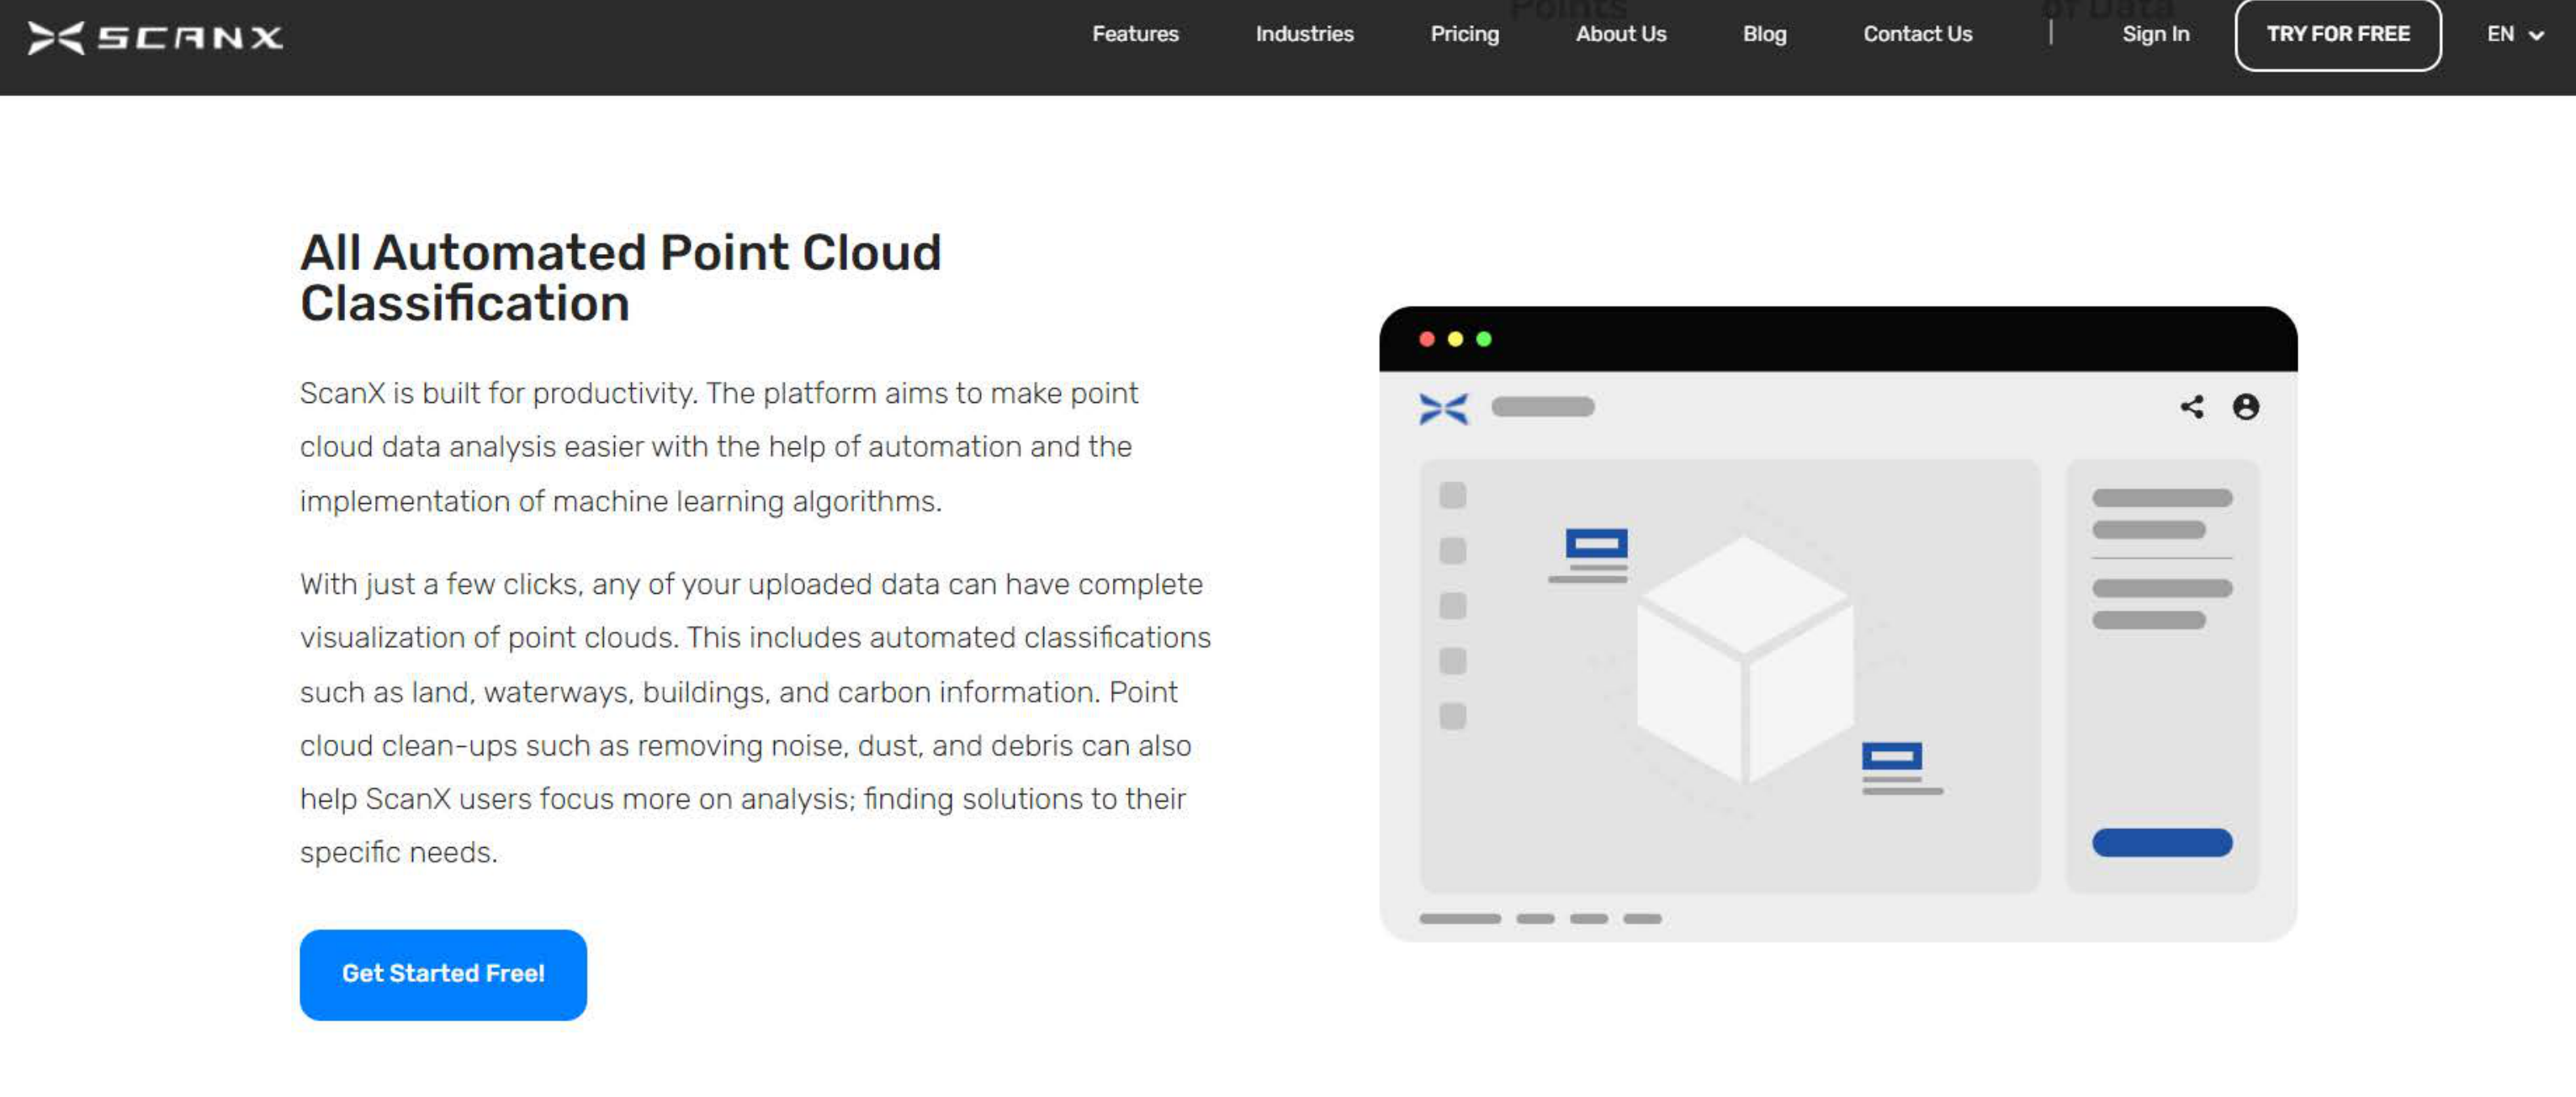 SCANX
Points
of Data
Features Industries Pricing About Us Blog Contact Us | Sign In TRY FOR FREE EN
All Automated Point Cloud
Classification
ScanX is built for productivity. The platform aims to make point
cloud data analysis easier with the help of automation and the
implementation of machine learning algorithms.
With just a few clicks, any of your uploaded data can have complete
visualization of point clouds. This includes automated classifications
such as land, waterways, buildings, and carbon information. Point
cloud clean-ups such as removing noise, dust, and debris can also
help ScanX users focus more on analysis; finding solutions to their
specific needs.
Get Started Free!